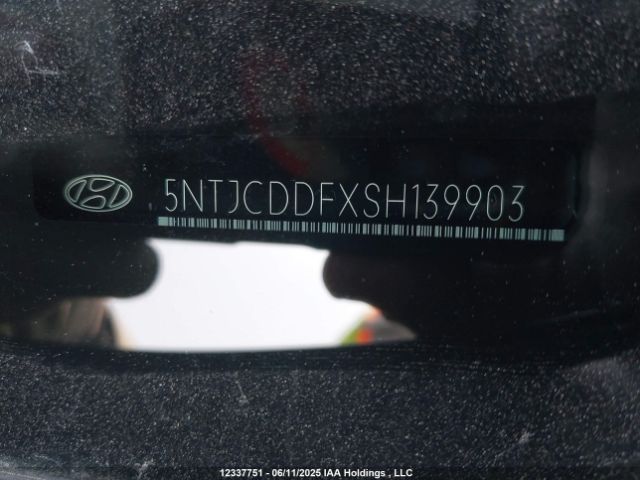 5NTJCDDFXSH139903
12337751 - 06/11/2025 IAA Holdings , LLC